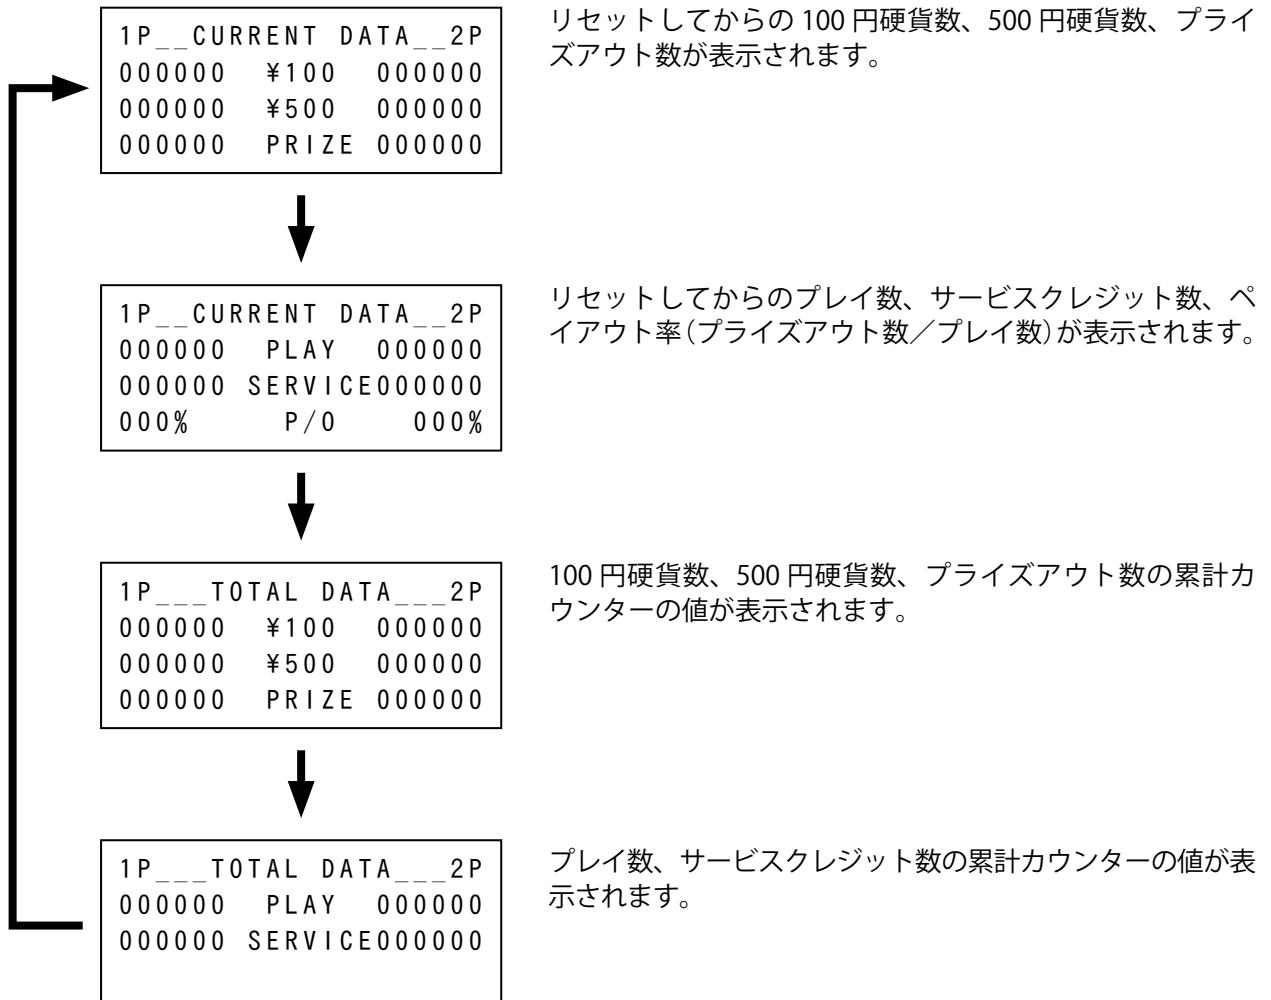 1P__CURRENT DATA__2P
000000 ¥100 000000
000000 ¥500 000000
000000 PRIZE 000000
リセットしてからの 100 円硬貨数、500 円硬貨数、プライ
ズアウト数が表示されます。
1P__CURRENT DATA__2P
000000 PLAY 000000
000000 SERVICE000000
000% P/O 000%
リセットしてからのプレイ数、サービスクレジット数、ペ
イアウト率（プライズアウト数／プレイ数）が表示されます。
1P___TOTAL DATA___2P
000000 ¥100 000000
000000 ¥500 000000
000000 PRIZE 000000
100 円硬貨数、500 円硬貨数、プライズアウト数の累計カ
ウンターの値が表示されます。
1P___TOTAL DATA___2P
000000 PLAY 000000
000000 SERVICE000000
プレイ数、サービスクレジット数の累計カウンターの値が表
示されます。